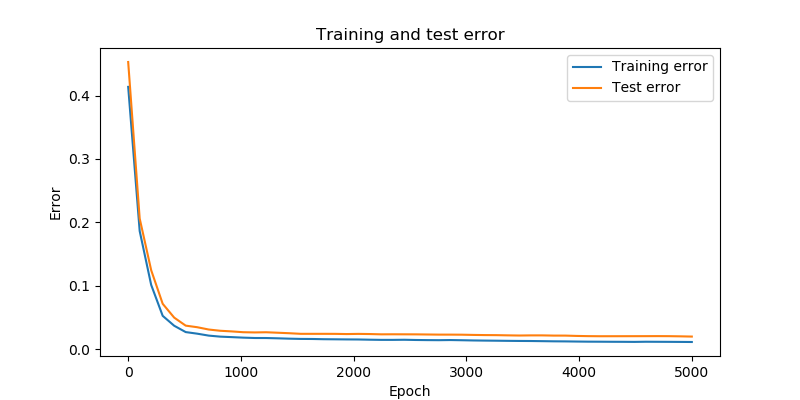 Training and test error
Training error
Test error
Error
0.4
0.3
0.2
0.1
0.0
0
1000
2000
3000
4000
5000
Epoch